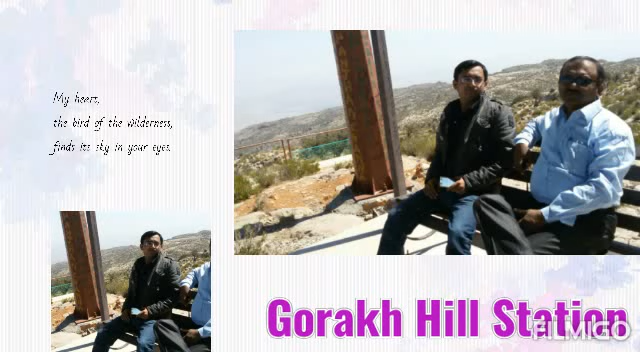 My heart,
the bird of the wilderness,
finds its sky in your eyes.
Gorakh Hill Station
FILMIGO